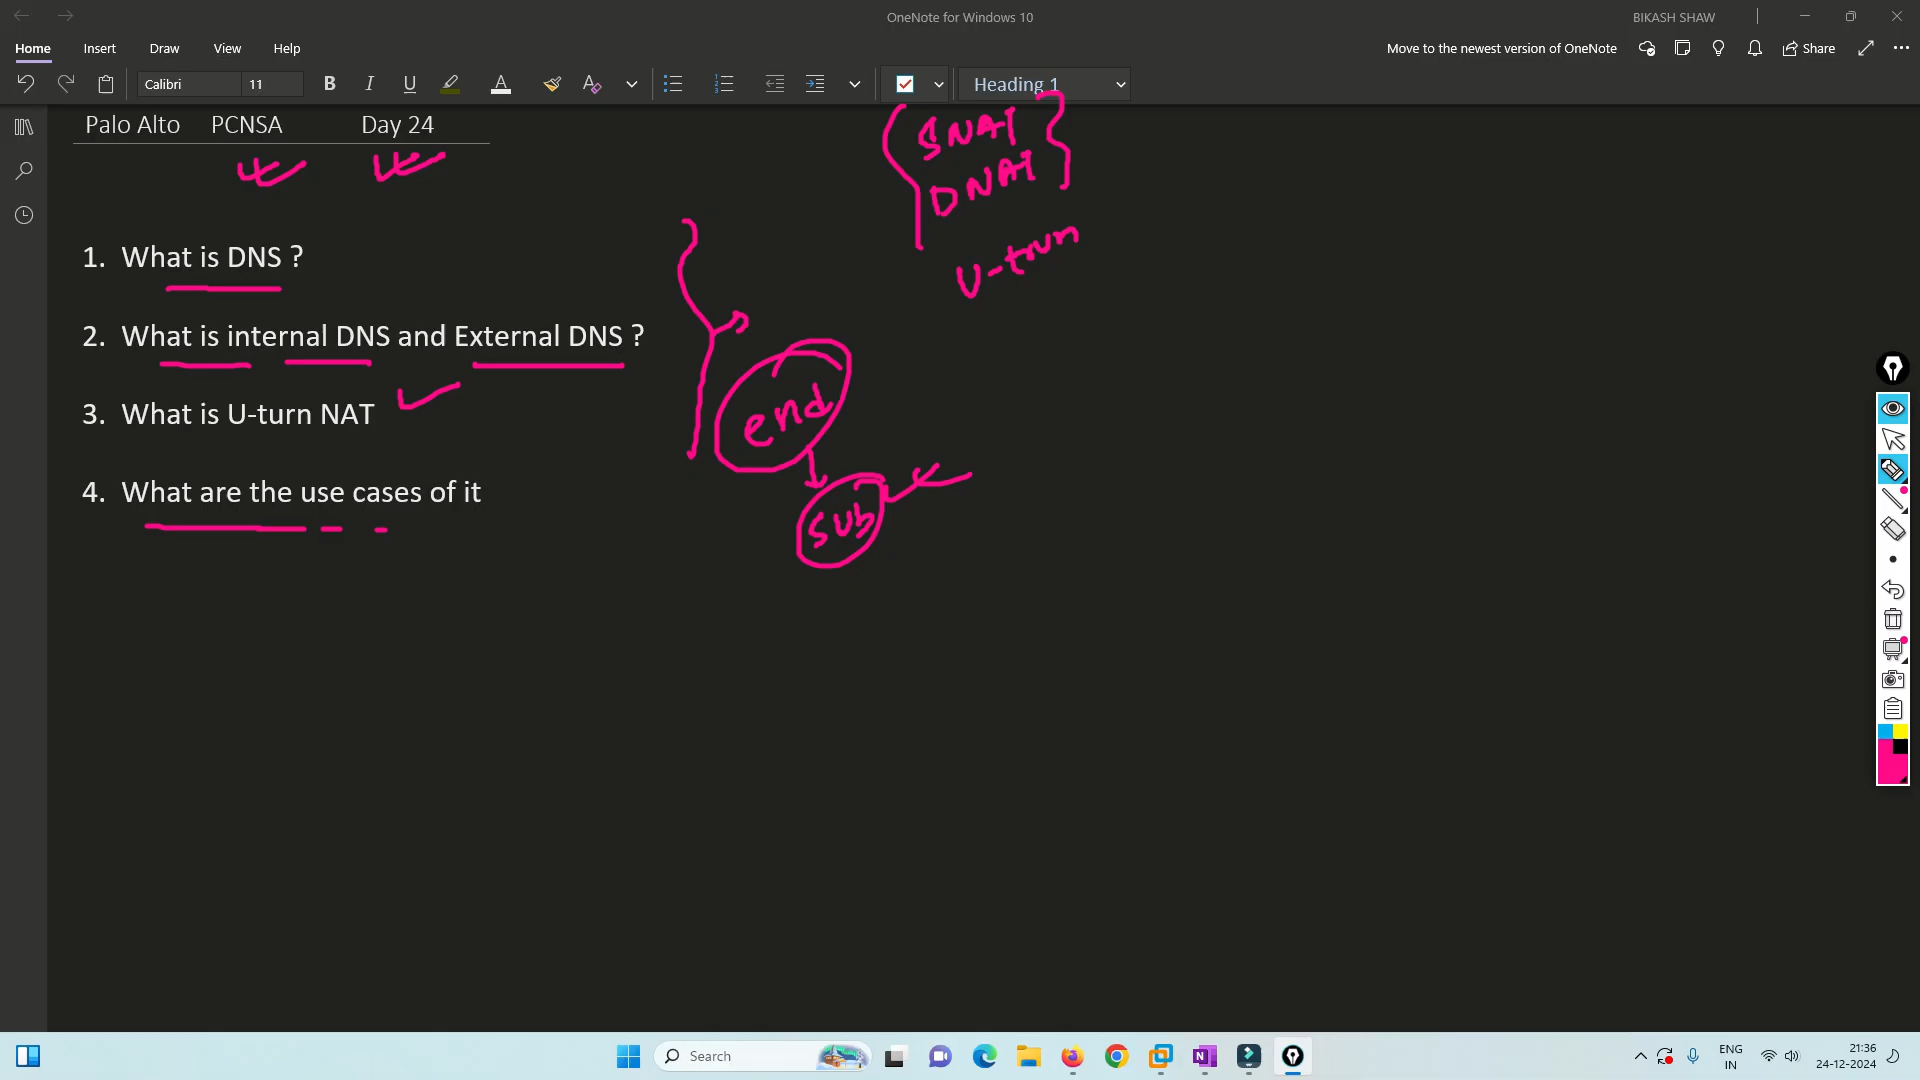 OneNote for Windows 10
BIKASH SHAW
Home Insert Draw View Help
Move to the newest version of OneNote
Share
Calibri 11 B I U A
Heading 1
Palo Alto PCNSA Day 24
SNAT
DNAT
U-turn
1. What is DNS ?
2. What is internal DNS and External DNS ?
3. What is U-turn NAT
4. What are the use cases of it
end
sub
Search
ENG
IN
21:36
24-12-2024